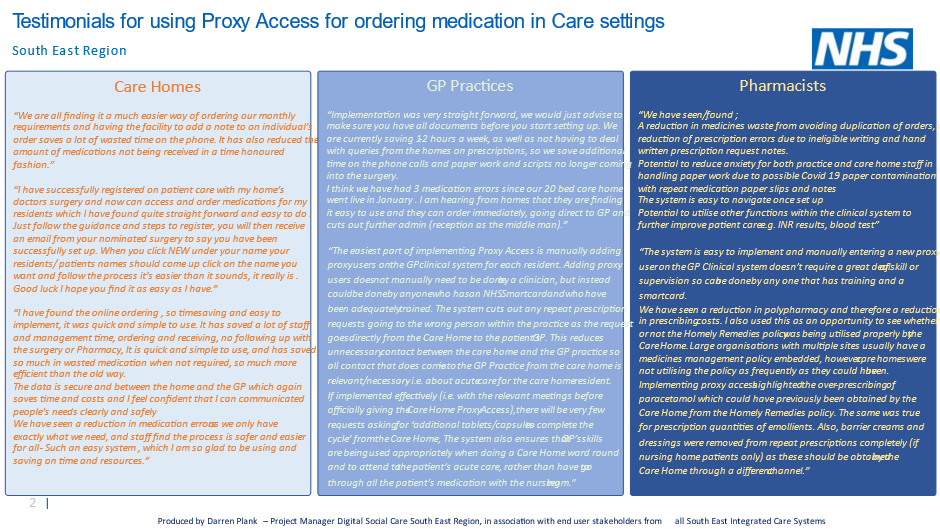 Testimonials for using Proxy Access for ordering medication in Care settings
South East Region
NHS
Care Homes
“We are all finding it a much easier way of ordering our monthly
requirements and having the facility to add a note to an individual’s
order saves a lot of wasted time on the phone. It has also reduced the
amount of medications not being received in a time honoured
fashion.”
“I have successfully registered on patient care with my home’s
doctors surgery and now can access and order medications for my
residents which I have found quite straight forward and easy to do .
Just follow the guidance and steps to register, you will then receive
an email from your nominated surgery to say you have been
successfully set up. When you click NEW under your name your
residents/ patients names should come up click on the name you
want and follow the process it’s easier than it sounds, it really is .
Good luck I hope you find it as easy as I have.”
“I have found the online ordering , so timesaving and easy to
implement, it was quick and simple to use. It has saved a lot of staff
and management time, ordering and receiving, no following up with
the surgery or Pharmacy, It is quick and simple to use, and has saved
so much in wasted medication when not required, so much more
efficient than the old way.
The data is secure and between the home and the GP which again
saves time and costs and I feel confident that I can communicated
people's needs clearly and safely
We have seen a reduction in medication errors as we only have
exactly what we need, and staff find the process is safer and easier
for all- Such an easy system , which I am so glad to be using and
saving on time and resources.”
GP Practices
“Implementation was very straight forward, we would just advise to
make sure you have all documents before you start setting up. We
are currently saving 12 hours a week, as well as not having to deal
with queries from the homes on prescriptions, so we save additional
time on the phone calls and paper work and scripts no longer coming
into the surgery.
I think we have had 3 medication errors since our 20 bed care home
went live in January . I am hearing from homes that they are finding
it easy to use and they can order immediately, going direct to GP an
cuts out further admin (reception as the middle man).”
“The easiest part of implementing Proxy Access is manually adding
proxy users on the GP clinical system for each resident. Adding proxy
users does not manually need to be done by a clinician, but instead
could be done by anyone who has an NHS Smartcard and who have
been adequately trained. The system cuts out any repeat prescription
requests going to the wrong person within the practice as the request
goes directly from the Care Home to the patient’s GP. This reduces
unnecessary contact between the care home and the GP practice so
all contact that does come into the GP Practice from the care home is
relevant/necessary i.e. about acute care for the care home resident.
If implemented effectively (i.e. with the relevant meetings before
officially giving the Care Home Proxy Access), there will be very few
requests asking for ‘additional tablets/capsules to complete the
cycle’ from the Care Home, The system also ensures that GP’s skills
are being used appropriately when doing a Care Home ward round
and to attend to the patient’s acute care, rather than have to go
through all the patient’s medication with the nursing team.”
Pharmacists
“We have seen/found ;
A reduction in medicines waste from avoiding duplication of orders,
reduction of prescription errors due to ineligible writing and hand
written prescription request notes.
Potential to reduce anxiety for both practice and care home staff in
handling paper work due to possible Covid 19 paper contamination
with repeat medication paper slips and notes
The system is easy to navigate once set up
Potential to utilise other functions within the clinical system to
further improve patient care e.g. INR results, blood test”
“The system is easy to implement and manually entering a new proxy
user on the GP Clinical system doesn’t require a great deal of skill or
supervision so can be done by any one that has training and a
smartcard.
We have seen a reduction in polypharmacy and therefore a reduction
in prescribing costs. I also used this as an opportunity to see whether
or not the Homely Remedies policy was being utilised properly by the
Care Home. Large organisations with multiple sites usually have a
medicines management policy embedded, however, care homes were
not utilising the policy as frequently as they could have been.
Implementing proxy access highlighted the over-prescribing of
paracetamol which could have previously been obtained by the
Care Home from the Homely Remedies policy. The same was true
for prescription quantities of emollients. Also, barrier creams and
dressings were removed from repeat prescriptions completely (if
nursing home patients only) as these should be obtained by the
Care Home through a different channel.”
2 |
Produced by Darren Plank – Project Manager Digital Social Care South East Region, in association with end user stakeholders from all South East Integrated Care Systems